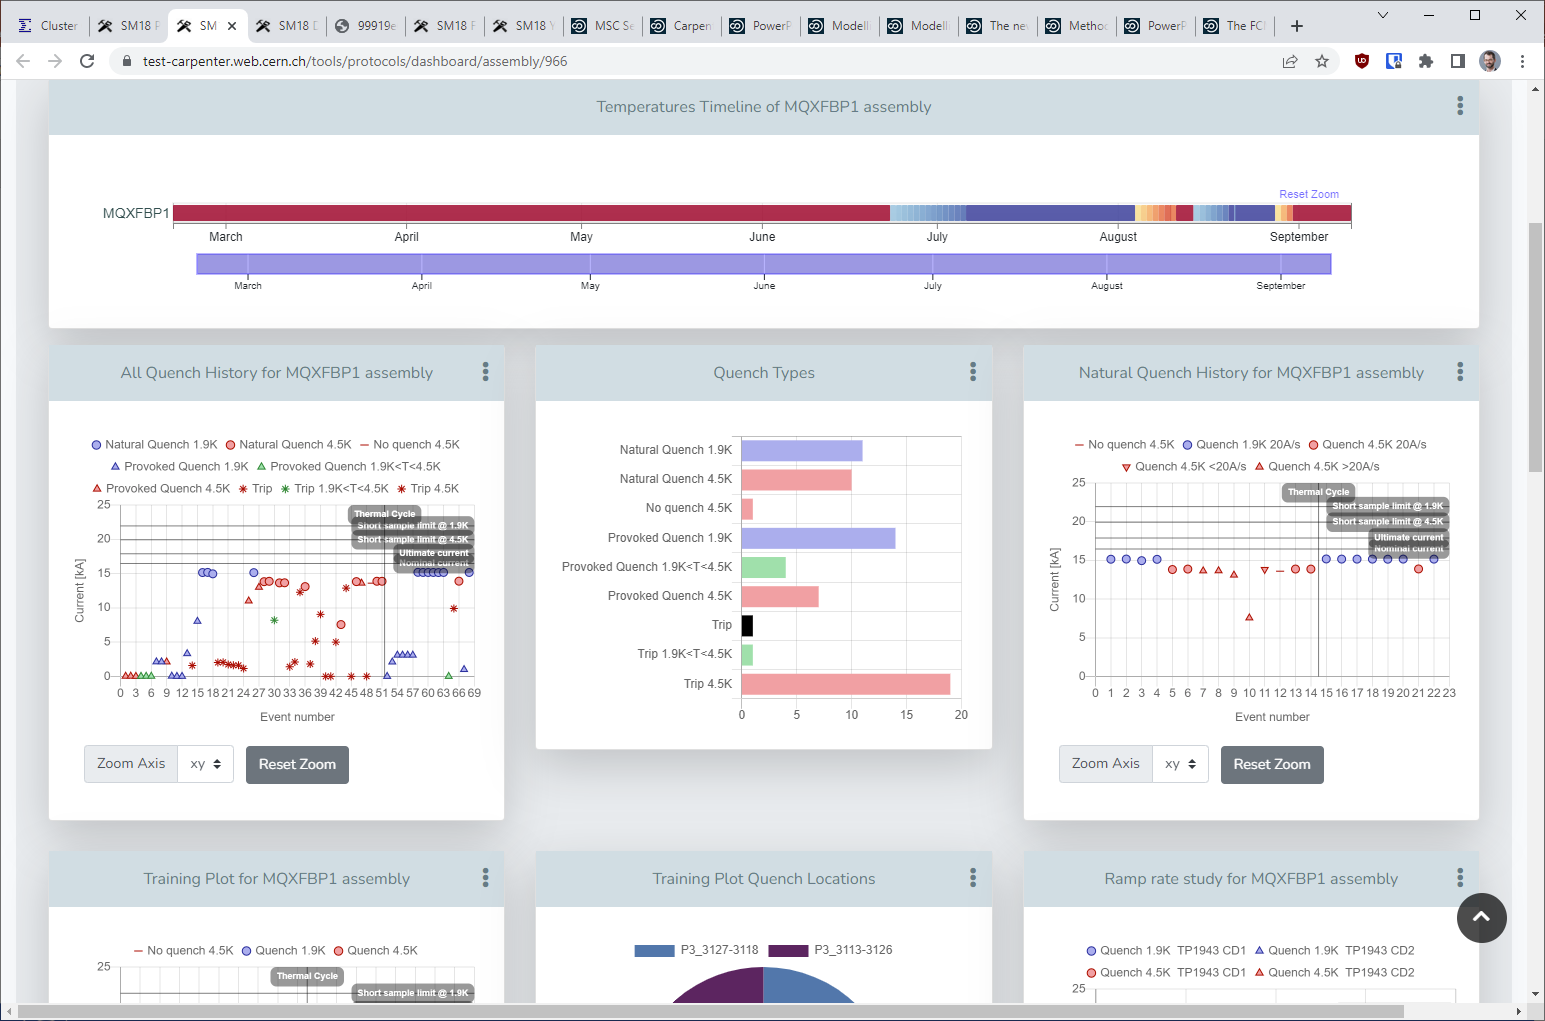 Cluster
SM18 P
SM
SM18 D
99919e
SM18 F
SM18 Y
MSC Se
Carpen
PowerP
Modelli
Modelli
The nev
Method
PowerP
The FCI
test-carpenter.web.cern.ch/tools/protocols/dashboard/assembly/966
Temperatures Timeline of MQXFBP1 assembly
Reset Zoom
MQXFBP1
March April May June July August September
March April May June July August September
All Quench History for MQXFBP1 assembly
Natural Quench 1.9K Natural Quench 4.5K No quench 4.5K
Provoked Quench 1.9K Provoked Quench 1.9K<T<4.5K
Provoked Quench 4.5K Trip Trip 1.9K<T<4.5K Trip 4.5K
25
20
15
10
5
0
Current [kA]
Thermal Cycle
Short sample limit @ 1.9K
Short sample limit @ 4.5K
Ultimate current
Nominal current
0 3 6 9 12 15 18 21 24 27 30 33 36 39 42 45 48 51 54 57 60 63 66 69
Event number
Zoom Axis xy Reset Zoom
Quench Types
Natural Quench 1.9K
Natural Quench 4.5K
No quench 4.5K
Provoked Quench 1.9K
Provoked Quench 1.9K<T<4.5K
Provoked Quench 4.5K
Trip
Trip 1.9K<T<4.5K
Trip 4.5K
0 5 10 15 20
Natural Quench History for MQXFBP1 assembly
No quench 4.5K Quench 1.9K 20A/s Quench 4.5K 20A/s
Quench 4.5K <20A/s Quench 4.5K >20A/s
25
20
15
10
5
0
Current [kA]
Thermal Cycle
Short sample limit @ 1.9K
Short sample limit @ 4.5K
Ultimate current
Nominal current
0 1 2 3 4 5 6 7 8 9 10 11 12 13 14 15 16 17 18 19 20 21 22 23
Event number
Zoom Axis xy Reset Zoom
Training Plot for MQXFBP1 assembly
No quench 4.5K Quench 1.9K Quench 4.5K
25
Thermal Cycle
Short sample limit @ 1.9K
Training Plot Quench Locations
P3_3127-3118 P3_3113-3126
Ramp rate study for MQXFBP1 assembly
Quench 1.9K TP1943 CD1 Quench 1.9K TP1943 CD2
Quench 4.5K TP1943 CD1 Quench 4.5K TP1943 CD2
25